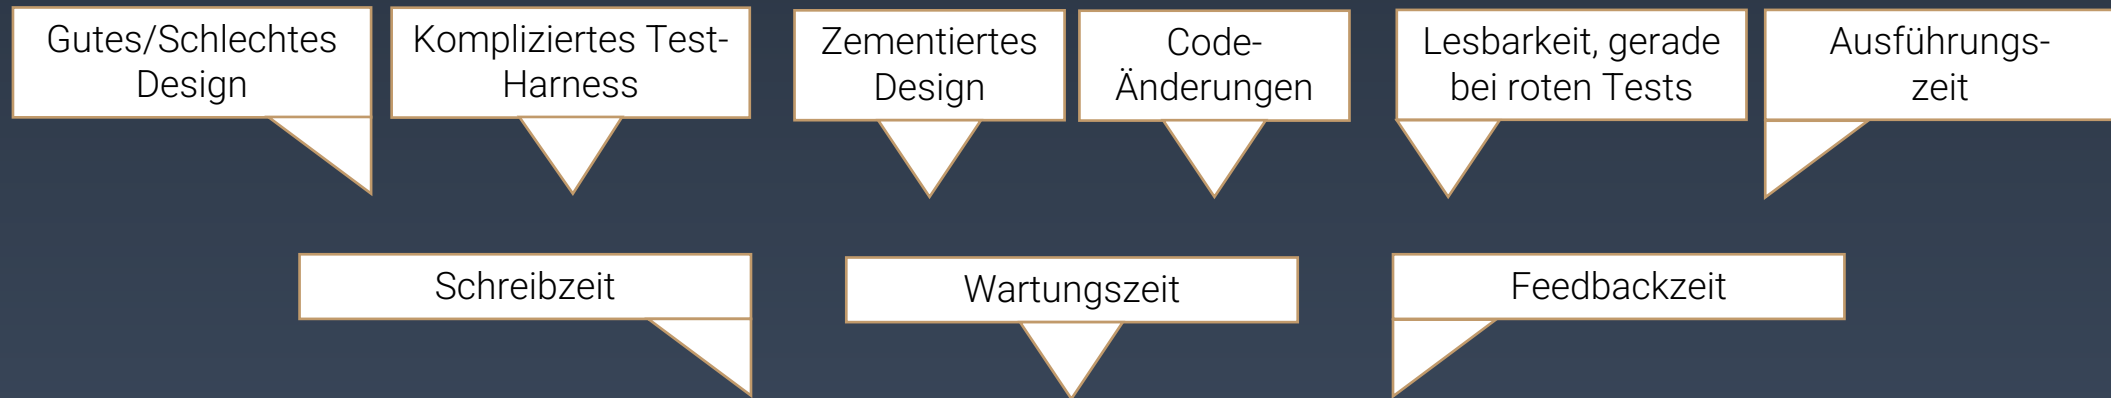 Gutes/Schlechtes
Design
Kompliziertes Test-
Harness
Zementiertes
Design
Code-
Änderungen
Lesbarkeit, gerade
bei roten Tests
Ausführungs-
zeit
Schreibzeit
Wartungszeit
Feedbackzeit